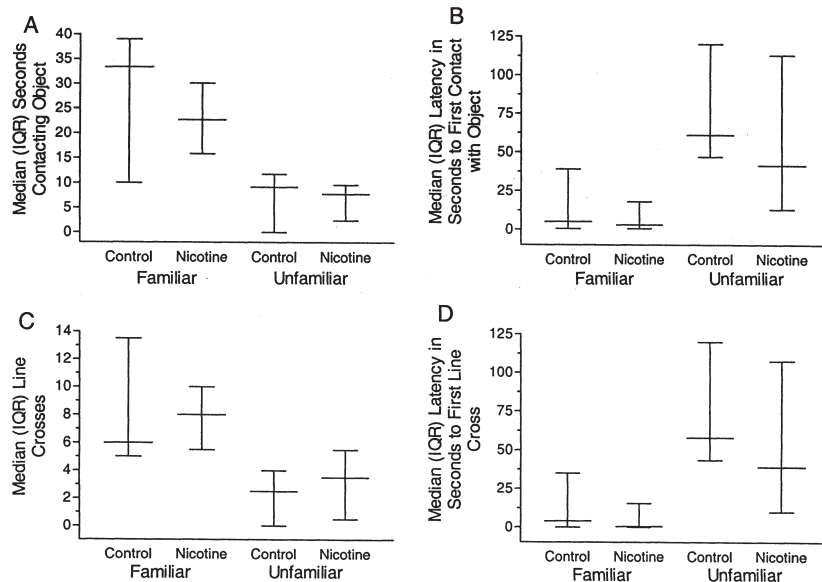 A
Median (IQR) Seconds
Contacting Object
40
35
30
25
20
15
10
5
0
Control Nicotine Control Nicotine
Familiar Unfamiliar
B
Median (IQR) Latency in
Seconds to First Contact
with Object
125
100
75
50
25
0
Control Nicotine Control Nicotine
Familiar Unfamiliar
C
Median (IQR) Line
Crosses
14
12
10
8
6
4
2
0
Control Nicotine Control Nicotine
Familiar Unfamiliar
D
Median (IQR) Latency in
Seconds to First Line
Cross
125
100
75
50
25
0
Control Nicotine Control Nicotine
Familiar Unfamiliar